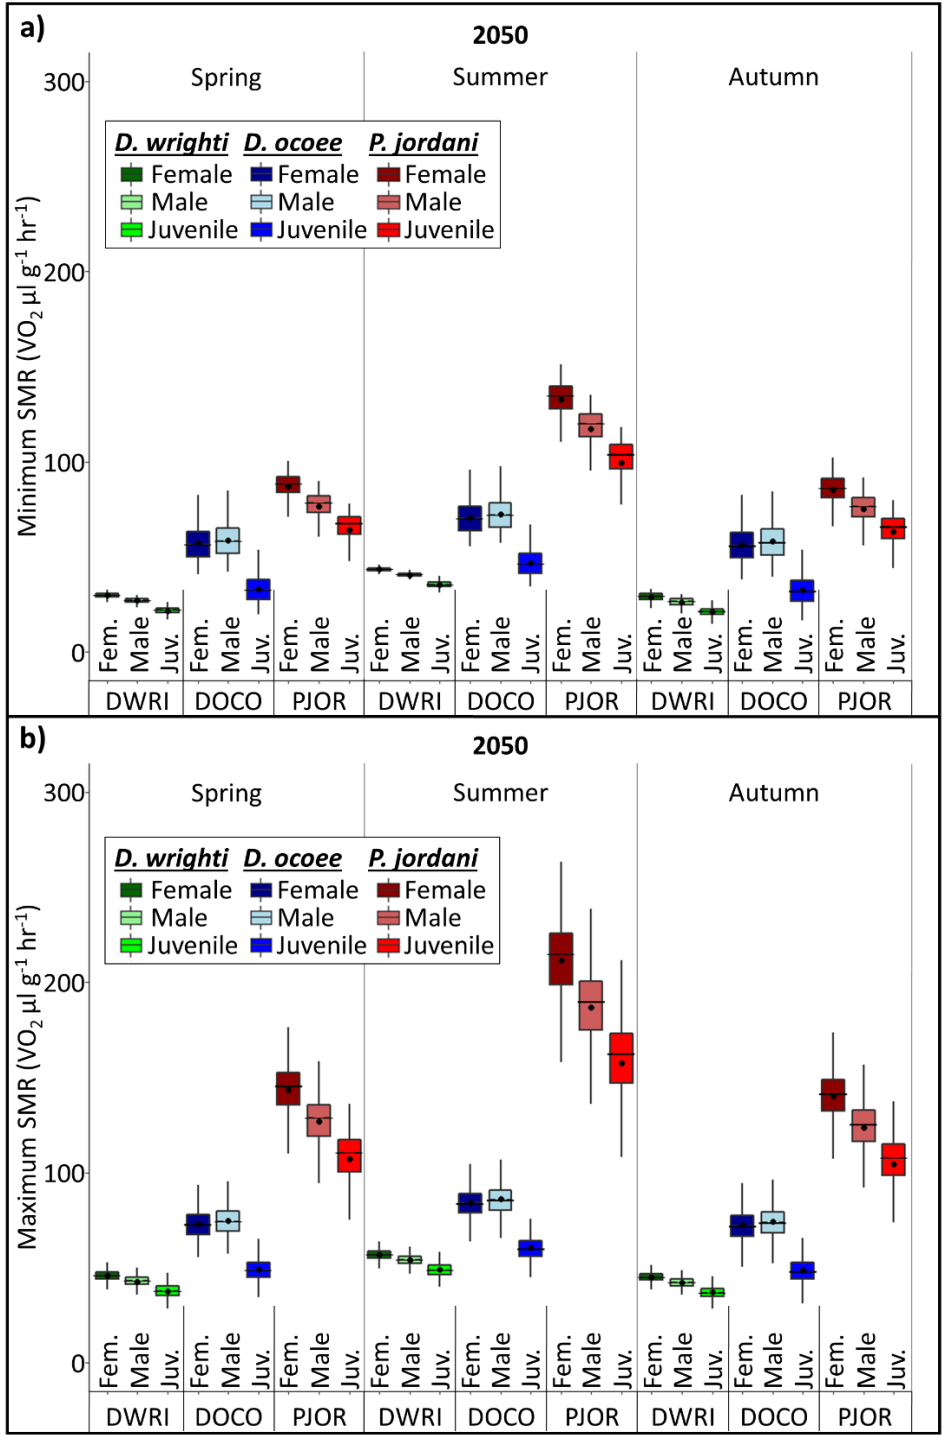 a)
2050
Spring Summer Autumn
300
D. wrighti D. ocoee P. jordani
Female Female Female
Male Male Male
Juvenile Juvenile Juvenile
200
100
0
Minimum SMR (VO2 µl g-1 hr-1)
Fem. Male Juv. Fem. Male Juv. Fem. Male Juv. Fem. Male Juv. Fem. Male Juv. Fem. Male Juv. Fem. Male Juv. Fem. Male Juv. Fem. Male Juv.
DWRI DOCO PJOR DWRI DOCO PJOR DWRI DOCO PJOR
b)
2050
Spring Summer Autumn
300
D. wrighti D. ocoee P. jordani
Female Female Female
Male Male Male
Juvenile Juvenile Juvenile
200
100
0
Maximum SMR (VO2 µl g-1 hr-1)
Fem. Male Juv. Fem. Male Juv. Fem. Male Juv. Fem. Male Juv. Fem. Male Juv. Fem. Male Juv. Fem. Male Juv. Fem. Male Juv. Fem. Male Juv.
DWRI DOCO PJOR DWRI DOCO PJOR DWRI DOCO PJOR